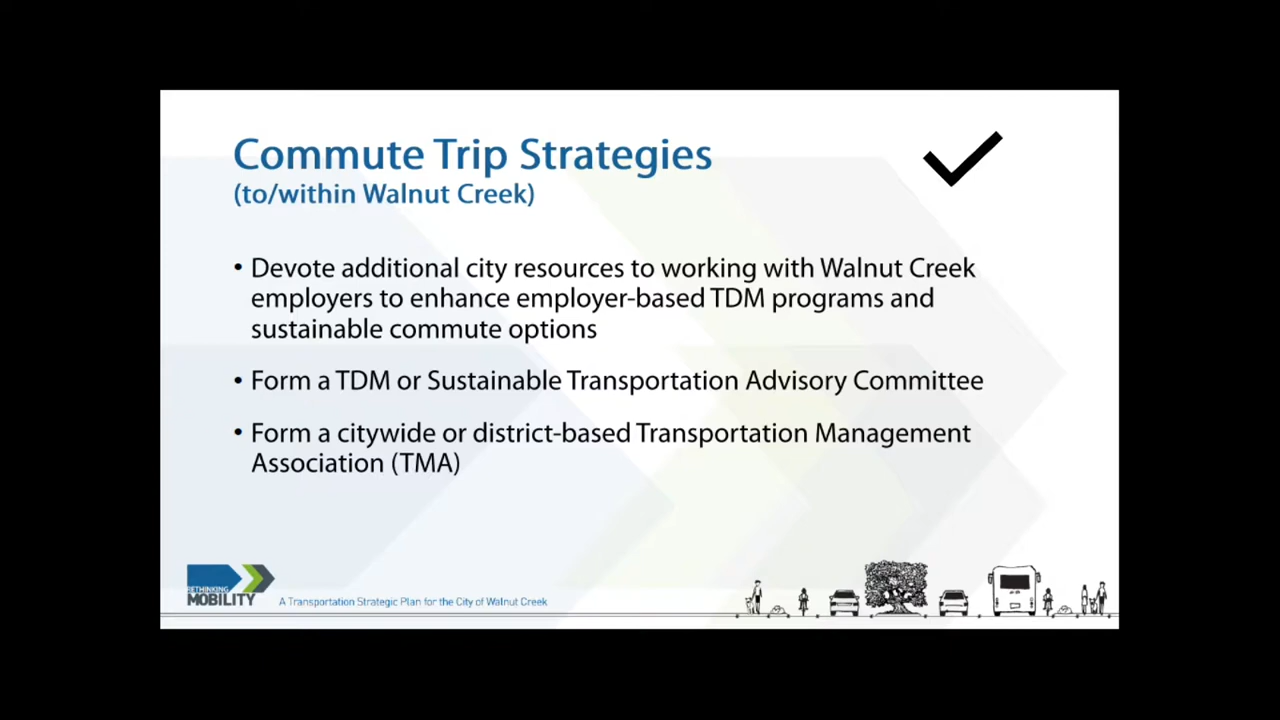 Commute Trip Strategies
(to/within Walnut Creek)
• Devote additional city resources to working with Walnut Creek
employers to enhance employer-based TDM programs and
sustainable commute options
• Form a TDM or Sustainable Transportation Advisory Committee
• Form a citywide or district-based Transportation Management
Association (TMA)
RETHINKING
MOBILITY
A Transportation Strategic Plan for the City of Walnut Creek